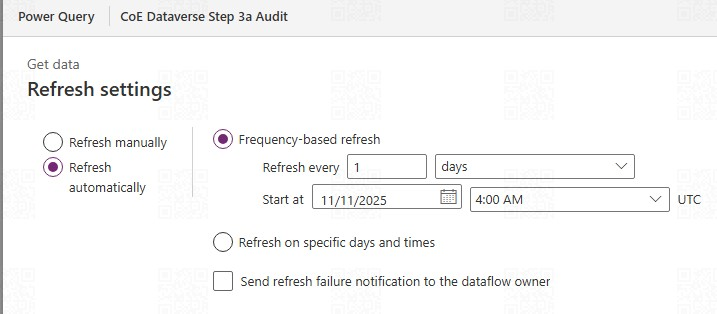 Power Query CoE Dataverse Step 3a Audit
Get data
Refresh settings
Refresh manually
Refresh automatically
Frequency-based refresh
Refresh every 1 days
Start at 11/11/2025 4:00 AM UTC
Refresh on specific days and times
Send refresh failure notification to the dataflow owner